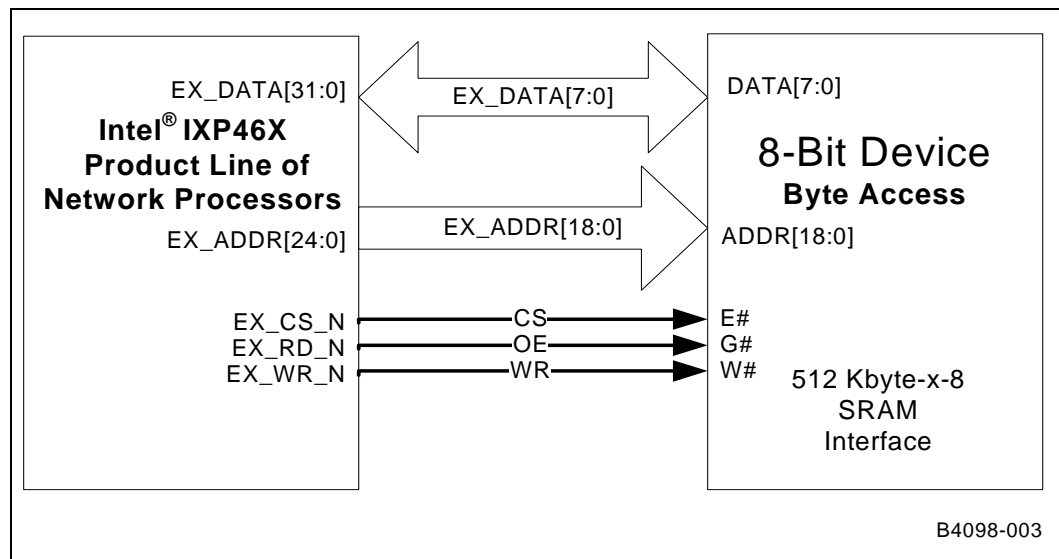 EX_DATA[31:0]
Intel® IXP46X
Product Line of
Network Processors
EX_ADDR[24:0]
EX_CS_N
EX_RD_N
EX_WR_N
EX_DATA[7:0]
EX_ADDR[18:0]
CS
OE
WR
DATA[7:0]
8-Bit Device
Byte Access
ADDR[18:0]
E#
G#
W#
512 Kbyte-x-8
SRAM
Interface
B4098-003